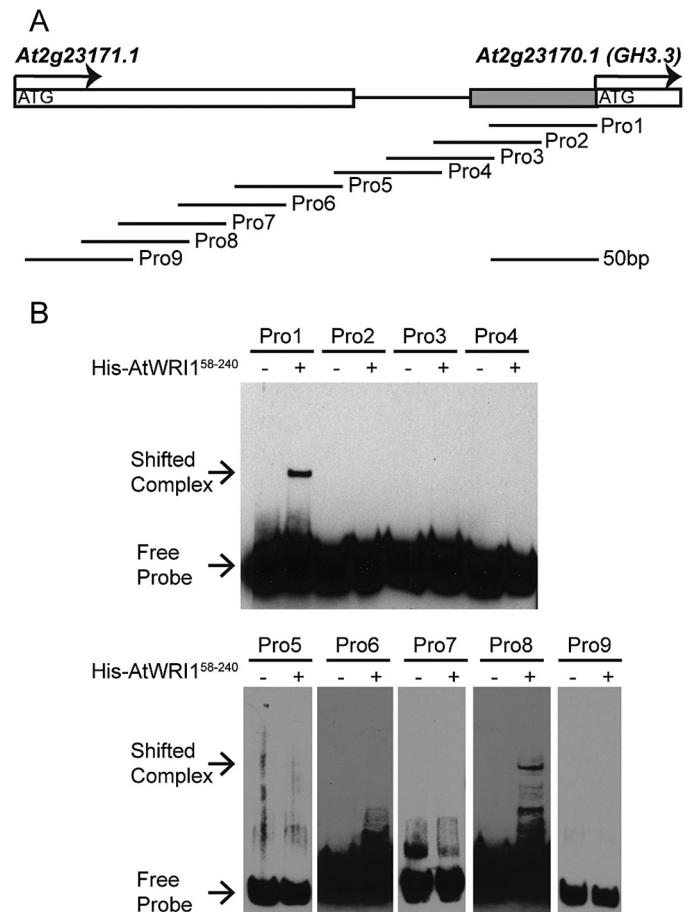 A
At2g23171.1 At2g23170.1 (GH3.3)
ATG ATG
Pro1
Pro2
Pro3
Pro4
Pro5
Pro6
Pro7
Pro8
Pro9 50bp
B
Pro1 Pro2 Pro3 Pro4
His-AtWRI1⁵⁸⁻²⁴⁰ - + - + - + - +
Shifted
Complex
Free
Probe
Pro5 Pro6 Pro7 Pro8 Pro9
His-AtWRI1⁵⁸⁻²⁴⁰ - + - + - + - + - +
Shifted
Complex
Free
Probe